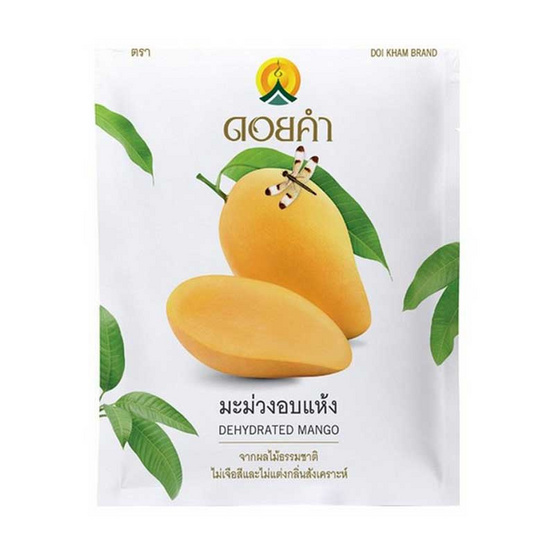 ตรา
DOI KHAM BRAND
ดอยคำ
มะม่วงอบแห้ง
DEHYDRATED MANGO
จากผลไม้ธรรมชาติ
ไม่เจือสีและไม่แต่งกลิ่นสังเคราะห์